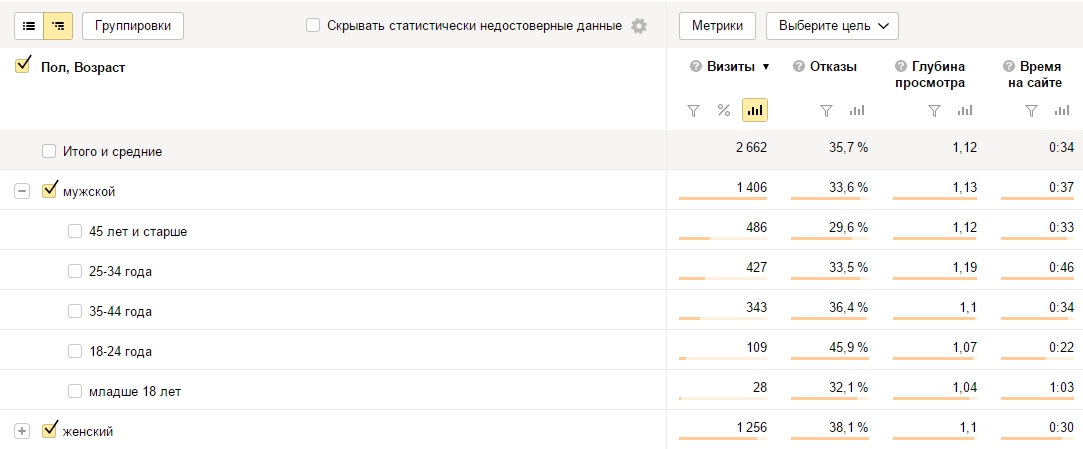 Группировки Скрывать статистически недостоверные данные Метрики Выберите цель
Пол, Возраст Визиты ▼ Отказы Глубина просмотра Время на сайте
%
Итого и средние 2 662 35,7 % 1,12 0:34
мужской 1 406 33,6 % 1,13 0:37
45 лет и старше 486 29,6 % 1,12 0:33
25-34 года 427 33,5 % 1,19 0:46
35-44 года 343 36,4 % 1,1 0:34
18-24 года 109 45,9 % 1,07 0:22
младше 18 лет 28 32,1 % 1,04 1:03
женский 1 256 38,1 % 1,1 0:30